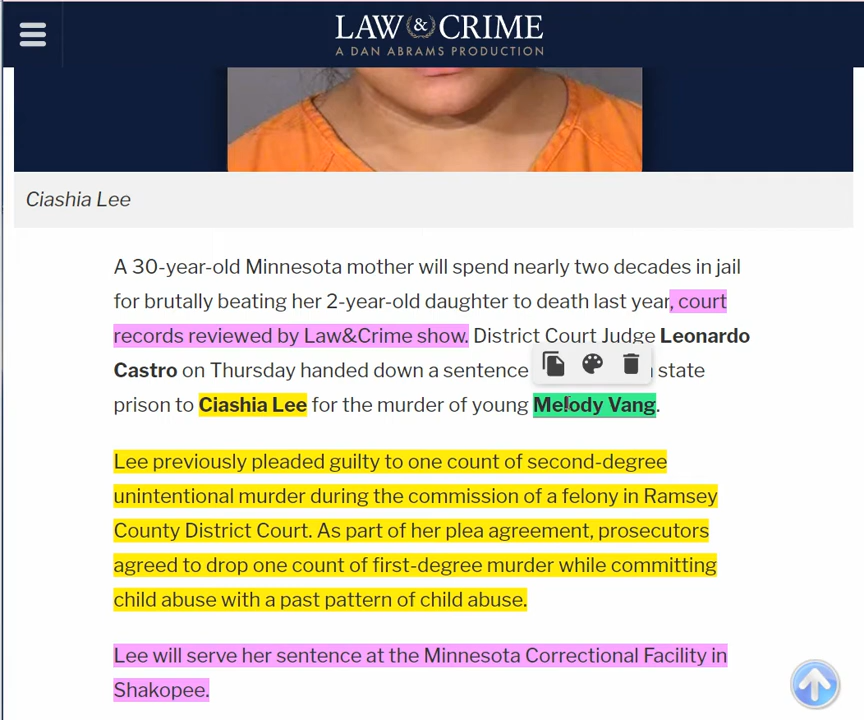 LAW & CRIME
A DAN ABRAMS PRODUCTION
Ciashia Lee
A 30-year-old Minnesota mother will spend nearly two decades in jail
for brutally beating her 2-year-old daughter to death last year, court
records reviewed by Law&Crime show. District Court Judge Leonardo
Castro on Thursday handed down a sentence state
prison to Ciashia Lee for the murder of young Melody Vang.
Lee previously pleaded guilty to one count of second-degree
unintentional murder during the commission of a felony in Ramsey
County District Court. As part of her plea agreement, prosecutors
agreed to drop one count of first-degree murder while committing
child abuse with a past pattern of child abuse.
Lee will serve her sentence at the Minnesota Correctional Facility in
Shakopee.